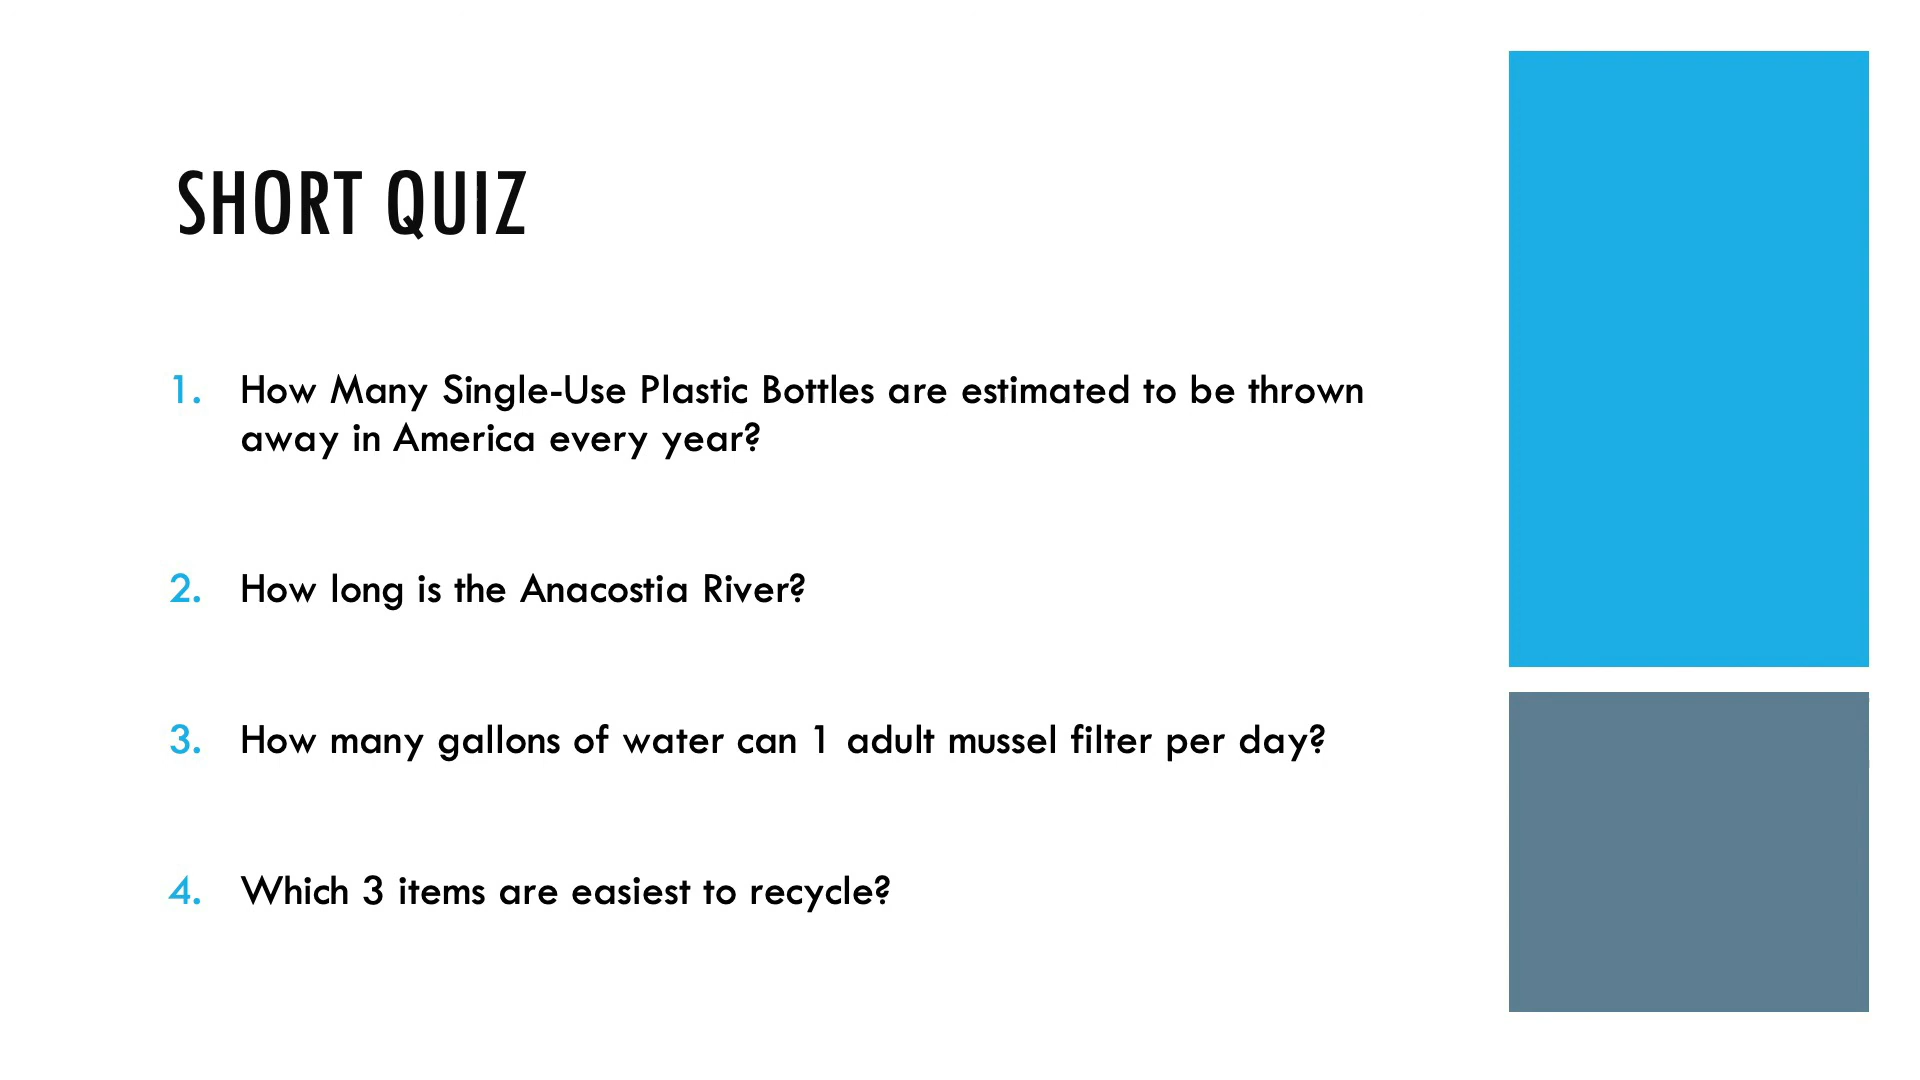 SHORT QUIZ
1. How Many Single-Use Plastic Bottles are estimated to be thrown
away in America every year?
2. How long is the Anacostia River?
3. How many gallons of water can 1 adult mussel filter per day?
4. Which 3 items are easiest to recycle?